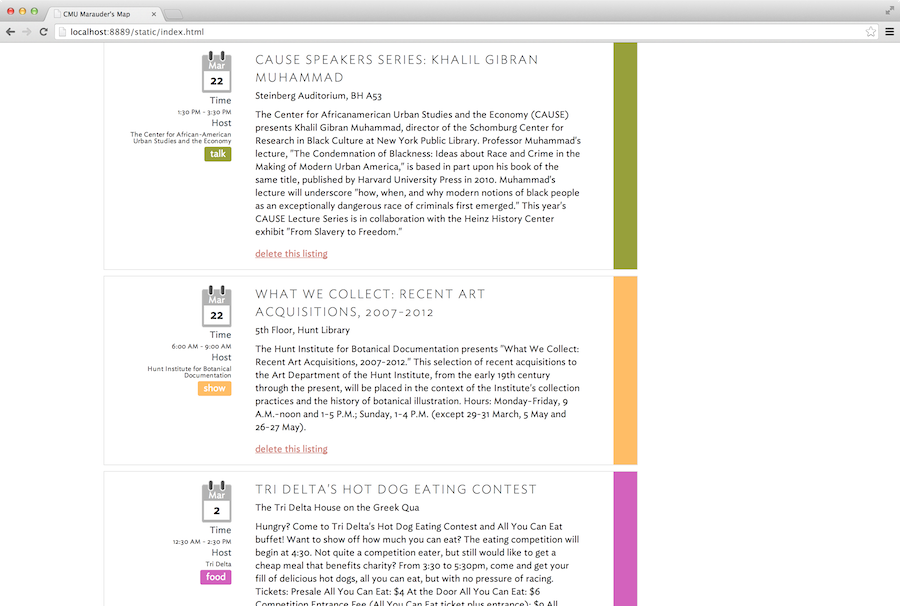 CMU Marauder's Map
localhost:8889/static/index.html
Mar
22
Time
1:30 PM - 3:30 PM
Host
The Center for African-American
Urban Studies and the Economy
talk
CAUSE SPEAKERS SERIES: KHALIL GIBRAN
MUHAMMAD
Steinberg Auditorium, BH A53
The Center for Africanamerican Urban Studies and the Economy (CAUSE)
presents Khalil Gibran Muhammad, director of the Schomburg Center for
Research in Black Culture at New York Public Library. Professor Muhammad's
lecture, "The Condemnation of Blackness: Ideas about Race and Crime in the
Making of Modern Urban America," is based in part upon his book of the
same title, published by Harvard University Press in 2010. Muhammad's
lecture will underscore "how, when, and why modern notions of black people
as an exceptionally dangerous race of criminals first emerged." This year's
CAUSE Lecture Series is in collaboration with the Heinz History Center
exhibit "From Slavery to Freedom."
delete this listing
Mar
22
Time
6:00 AM - 9:00 AM
Host
Hunt Institute for Botanical
Documentation
show
WHAT WE COLLECT: RECENT ART
ACQUISITIONS, 2007-2012
5th Floor, Hunt Library
The Hunt Institute for Botanical Documentation presents "What We Collect:
Recent Art Acquisitions, 2007-2012." This selection of recent acquisitions to
the Art Department of the Hunt Institute, from the early 19th century
through the present, will be placed in the context of the Institute's collection
practices and the history of botanical illustration. Hours: Monday-Friday, 9
A.M.-noon and 1-5 P.M.; Sunday, 1-4 P.M. (except 29-31 March, 5 May and
26-27 May).
delete this listing
Mar
2
Time
12:30 AM - 2:30 PM
Host
Tri Delta
food
TRI DELTA'S HOT DOG EATING CONTEST
The Tri Delta House on the Greek Qua
Hungry? Come to Tri Delta's Hot Dog Eating Contest and All You Can Eat
buffet! Want to show off how much you can eat? The eating competition will
begin at 4:30. Not quite a competition eater, but still would like to get a
cheap meal that benefits charity? From 3:30 to 5:30pm, come and get your
fill of delicious hot dogs, all you can eat, but with no pressure of racing.
Tickets: Presale All You Can Eat: $4 At the Door All You Can Eat: $6
Competition Entrance Fee (All You Can Eat ticket plus entrance): $9 All